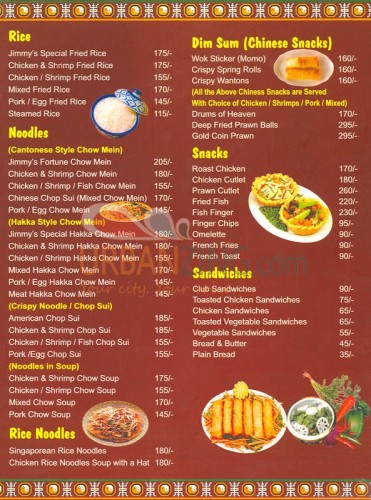 Rice
Jimmy's Special Fried Rice 175/-
Chicken & Shrimp Fried Rice 175/-
Chicken / Shrimp Fried Rice 155/-
Mixed Fried Rice 170/-
Pork / Egg Fried Rice 145/-
Steamed Rice 115/-
Noodles
(Cantonese Style Chow Mein)
Jimmy's Fortune Chow Mein 205/-
Chicken & Shrimp Chow Mein 180/-
Chicken / Shrimp / Fish Chow Mein 155/-
Chinese Chop Sui (Mixed Chow Mein) 170/-
Pork / Egg Chow Mein 145/-
(Hakka Style Chow Mein)
Jimmy's Special Hakka Chow Mein 180/-
Chicken & Shrimp Hakka Chow Mein 180/-
Chicken / Shrimp Hakka Chow Mein 155/-
Mixed Hakka Chow Mein 170/-
Pork / Egg Hakka Chow Mein 145/-
Meat Hakka Chow Mein 145/-
(Crispy Noodle / Chop Sui)
American Chop Sui 185/-
Chicken & Shrimp Chop Sui 185/-
Chicken / Shrimp / Fish Chop Sui 155/-
Pork /Egg Chop Sui 155/-
(Noodles in Soup)
Chicken & Shrimp Chow Soup 175/-
Chicken / Shrimp Chow Soup 155/-
Mixed Chow Soup 170/-
Pork Chow Soup 145/-
Rice Noodles
Singaporean Rice Noodles 180/-
Chicken Rice Noodles Soup with a Hat 180/-
Dim Sum (Chinese Snacks)
Wok Sticker (Momo) 160/-
Crispy Spring Rolls 160/-
Crispy Wantons 160/-
(All the Above Chiness Snacks are Served
With Choice of Chicken / Shrimps / Pork / Mixed)
Drums of Heaven 170/-
Deep Fried Prawn Balls 295/-
Gold Coin Prawn 295/-
Snacks
Roast Chicken 170/-
Chicken Cutlet 180/-
Prawn Cutlet 260/-
Fried Fish 220/-
Fish Finger 230/-
Finger Chips 95/-
Omelette 90/-
French Fries 90/-
French Toast 90/-
Sandwiches
Club Sandwiches 90/-
Toasted Chicken Sandwiches 75/-
Chicken Sandwiches 65/-
Toasted Vegetable Sandwiches 65/-
Vegetable Sandwiches 55/-
Bread & Butter 45/-
Plain Bread 35/-